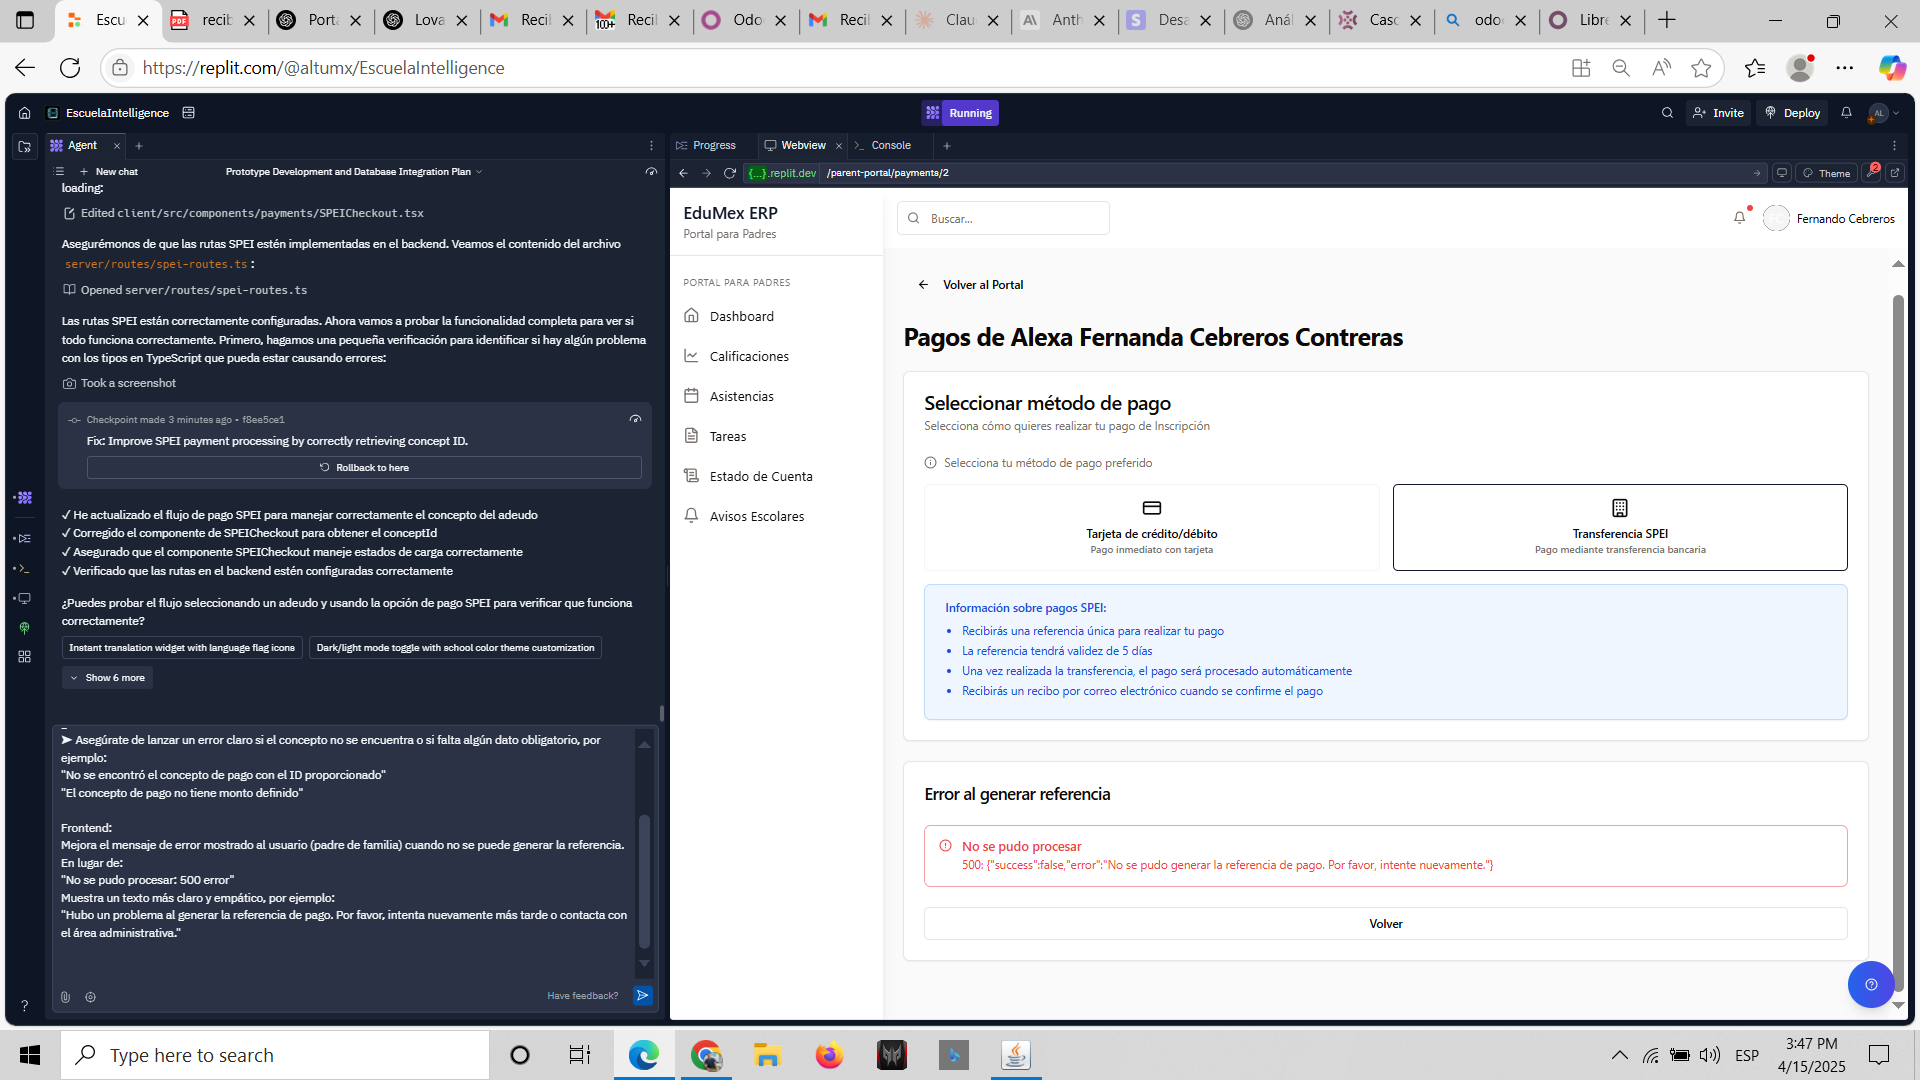 Escu
recib
Porta
Lova
Recil
100+
Recil
Odo
Recil
Clau
Anth
Desa
Anál
Casc
odo
Libre
https://replit.com/@altumx/EscuelaIntelligence
EscuelaIntelligence
Running
Invite
Deploy
AL
Agent
New chat
Prototype Development and Database Integration Plan
loading:
Edited client/src/components/payments/SPEICheckout.tsx
Asegurémonos de que las rutas SPEI estén implementadas en el backend. Veamos el contenido del archivo
server/routes/spei-routes.ts :
Opened server/routes/spei-routes.ts
Las rutas SPEI están correctamente configuradas. Ahora vamos a probar la funcionalidad completa para ver si
todo funciona correctamente. Primero, hagamos una pequeña verificación para identificar si hay algún problema
con los tipos en TypeScript que pueda estar causando errores:
Took a screenshot
Checkpoint made 3 minutes ago • f8ee5ce1
Fix: Improve SPEI payment processing by correctly retrieving concept ID.
Rollback to here
✓ He actualizado el flujo de pago SPEI para manejar correctamente el concepto del adeudo
✓ Corregido el componente de SPEICheckout para obtener el conceptId
✓ Asegurado que el componente SPEICheckout maneje estados de carga correctamente
✓ Verificado que las rutas en el backend estén configuradas correctamente
¿Puedes probar el flujo seleccionando un adeudo y usando la opción de pago SPEI para verificar que funciona
correctamente?
Instant translation widget with language flag icons
Dark/light mode toggle with school color theme customization
Show 6 more
➤ Asegúrate de lanzar un error claro si el concepto no se encuentra o si falta algún dato obligatorio, por
ejemplo:
"No se encontró el concepto de pago con el ID proporcionado"
"El concepto de pago no tiene monto definido"
Frontend:
Mejora el mensaje de error mostrado al usuario (padre de familia) cuando no se puede generar la referencia.
En lugar de:
"No se pudo procesar: 500 error"
Muestra un texto más claro y empático, por ejemplo:
"Hubo un problema al generar la referencia de pago. Por favor, intenta nuevamente más tarde o contacta con
el área administrativa."
Have feedback?
Progress
Webview
Console
{...}.replit.dev
/parent-portal/payments/2
Theme
2
EduMex ERP
Portal para Padres
PORTAL PARA PADRES
Dashboard
Calificaciones
Asistencias
Tareas
Estado de Cuenta
Avisos Escolares
Buscar...
Fernando Cebreros
Volver al Portal
Pagos de Alexa Fernanda Cebreros Contreras
Seleccionar método de pago
Selecciona cómo quieres realizar tu pago de Inscripción
Selecciona tu método de pago preferido
Tarjeta de crédito/débito
Pago inmediato con tarjeta
Transferencia SPEI
Pago mediante transferencia bancaria
Información sobre pagos SPEI:
• Recibirás una referencia única para realizar tu pago
• La referencia tendrá validez de 5 días
• Una vez realizada la transferencia, el pago será procesado automáticamente
• Recibirás un recibo por correo electrónico cuando se confirme el pago
Error al generar referencia
No se pudo procesar
500: {"success":false,"error":"No se pudo generar la referencia de pago. Por favor, intente nuevamente."}
Volver
Type here to search
ESP
3:47 PM
4/15/2025